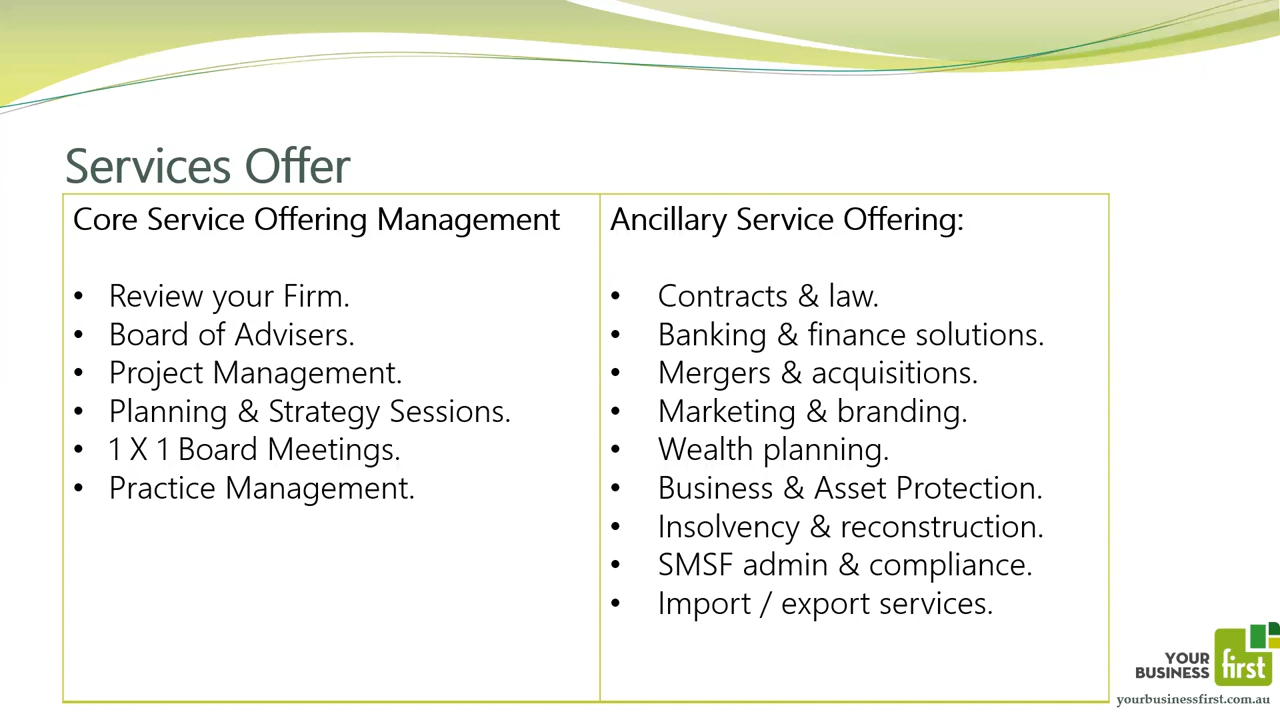 Services Offer
Core Service Offering Management
• Review your Firm.
• Board of Advisers.
• Project Management.
• Planning & Strategy Sessions.
• 1 X 1 Board Meetings.
• Practice Management.
Ancillary Service Offering:
• Contracts & law.
• Banking & finance solutions.
• Mergers & acquisitions.
• Marketing & branding.
• Wealth planning.
• Business & Asset Protection.
• Insolvency & reconstruction.
• SMSF admin & compliance.
• Import / export services.
YOUR
BUSINESS first
yourbusinessfirst.com.au